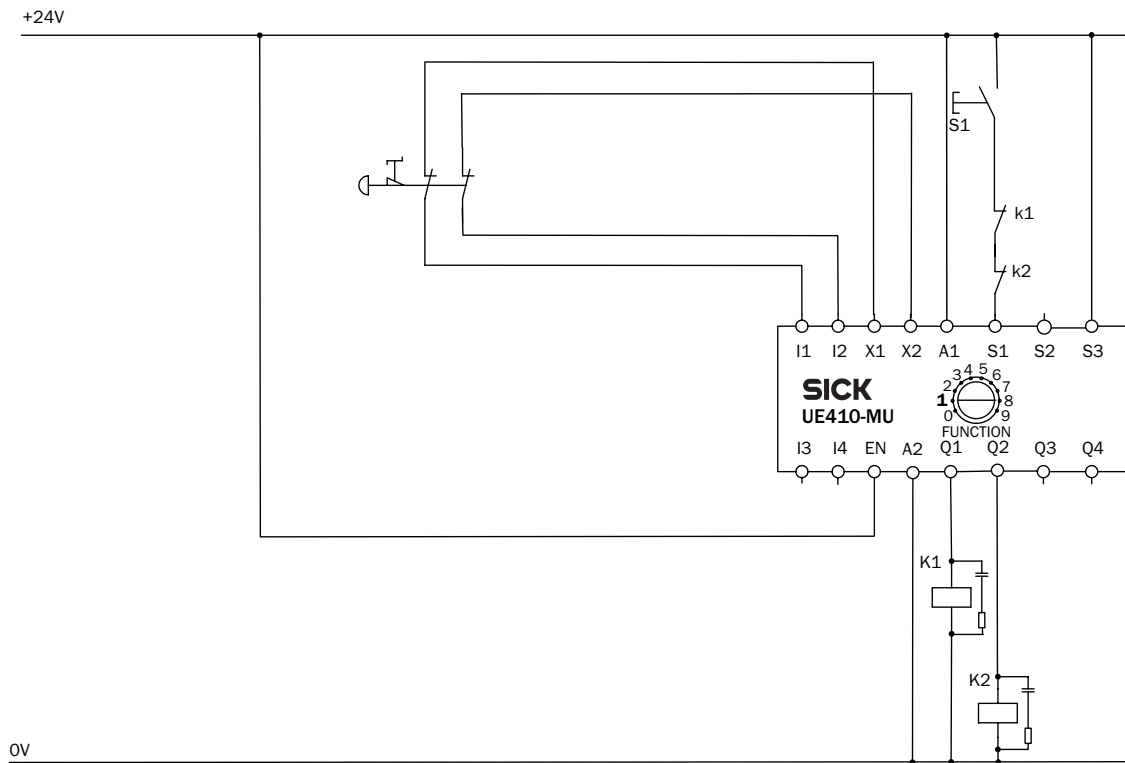 +24V
S1
k1
k2
I1 I2 X1 X2 A1 S1 S2 S3
SICK
UE410-MU
0 1 2 3 4 5 6 7 8 9
FUNCTION
I3 I4 EN A2 Q1 Q2 Q3 Q4
K1
K2
0V